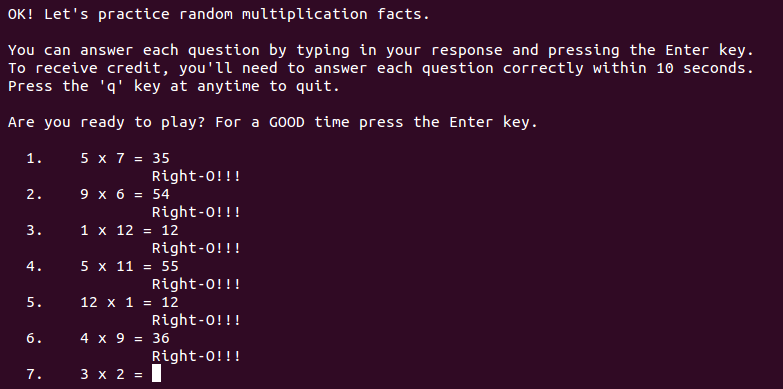 OK! Let's practice random multiplication facts.
You can answer each question by typing in your response and pressing the Enter key.
To receive credit, you'll need to answer each question correctly within 10 seconds.
Press the 'q' key at anytime to quit.
Are you ready to play? For a GOOD time press the Enter key.
1. 5 x 7 = 35
Right-O!!!
2. 9 x 6 = 54
Right-O!!!
3. 1 x 12 = 12
Right-O!!!
4. 5 x 11 = 55
Right-O!!!
5. 12 x 1 = 12
Right-O!!!
6. 4 x 9 = 36
Right-O!!!
7. 3 x 2 =